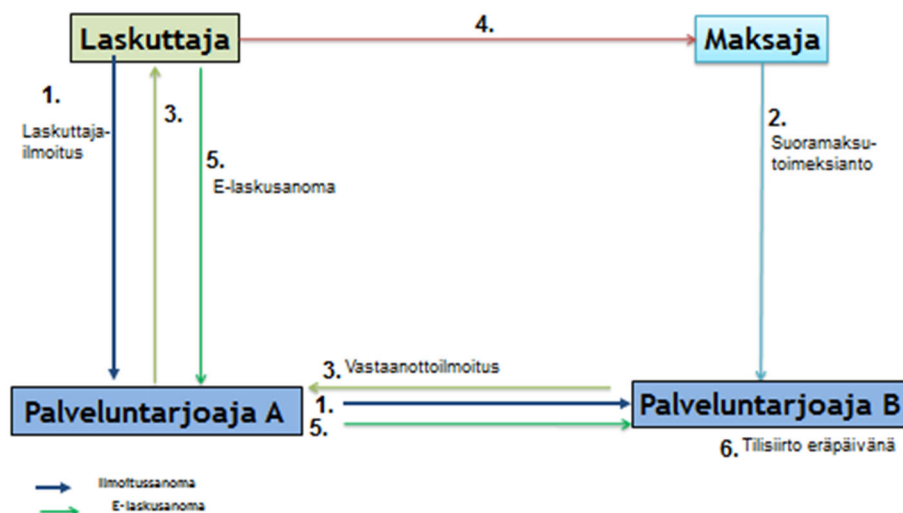 Laskuttaja
4.
Maksaja
1.
Laskuttaja-
ilmoitus
3.
5.
E-laskusanoma
2.
Suoramaksu-
toimeksianto
3. Vastaanottoilmoitus
Palveluntarjoaja A
1.
5.
Palveluntarjoaja B
6. Tilisiirto eräpäivänä
Ilmoitussanoma
E-laskusanoma